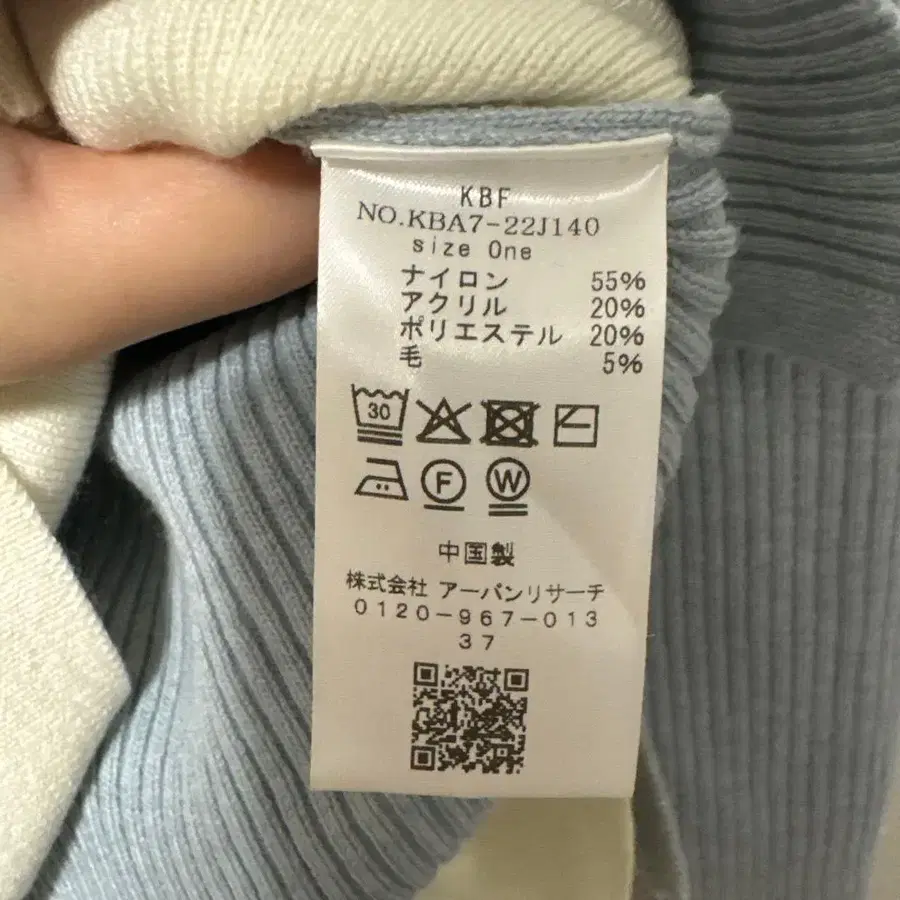 KBF
NO.KBA7-22J140
size One
ナイロン 55%
アクリル 20%
ポリエステル 20%
毛 5%
30
F W
中国製
株式会社 アーバンリサーチ
0120-967-013
37